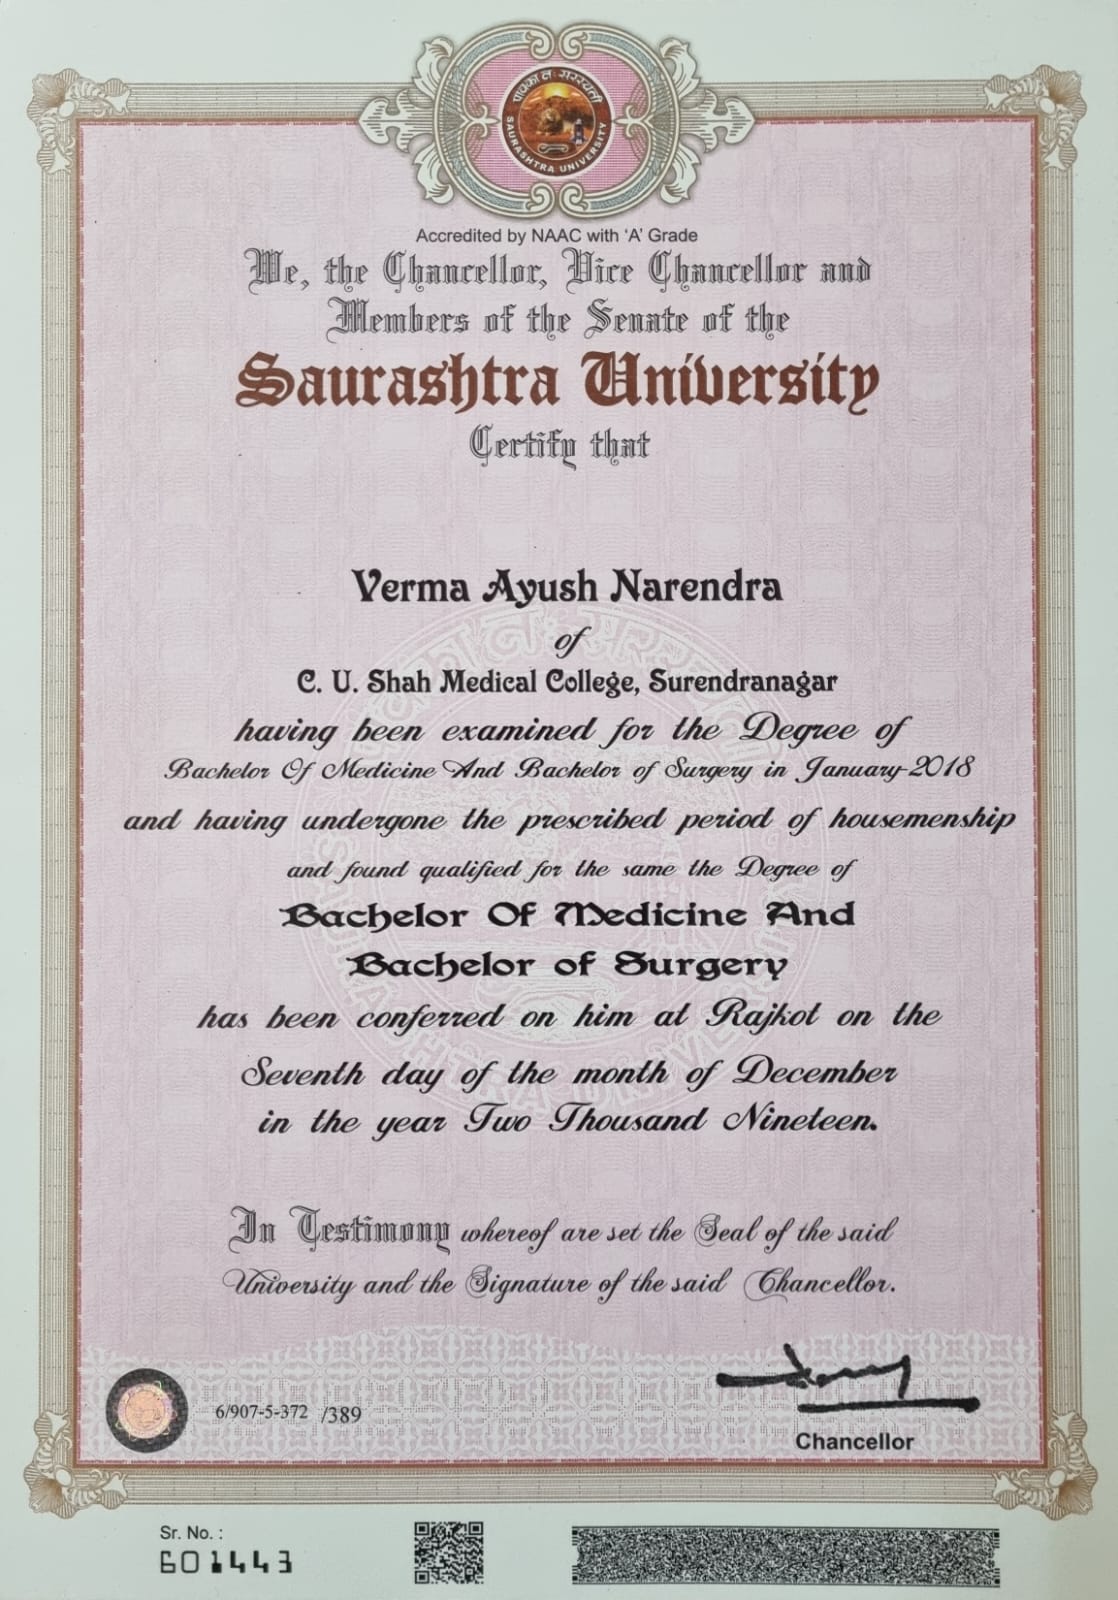 पावका नः सरस्वती
SAURASHTRA UNIVERSITY
Accredited by NAAC with ‘A’ Grade
We, the Chancellor, Vice Chancellor and
Members of the Senate of the
Saurashtra University
Certify that
Verma Ayush Narendra
of
C. U. Shah Medical College, Surendranagar
having been examined for the Degree of
Bachelor Of Medicine And Bachelor of Surgery in January-2018
and having undergone the prescribed period of housemenship
and found qualified for the same the Degree of
Bachelor Of Medicine And
Bachelor of Surgery
has been conferred on him at Rajkot on the
Seventh day of the month of December
in the year Two Thousand Nineteen.
In Testimony whereof are set the Seal of the said
University and the Signature of the said Chancellor.
6/907-5-372 /389
Chancellor
Sr. No. :
601443